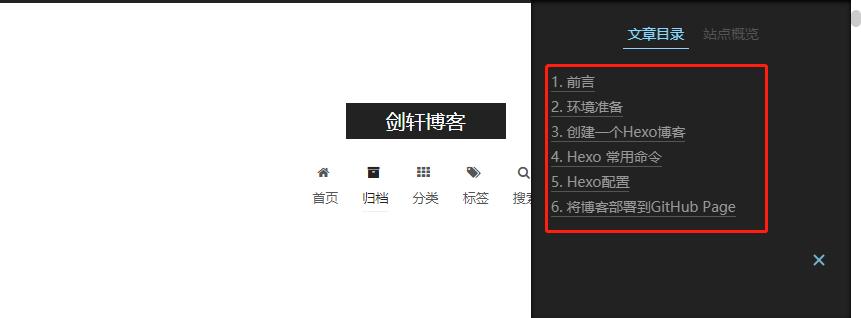 文章目录 站点概览
1. 前言
2. 环境准备
3. 创建一个Hexo博客
4. Hexo 常用命令
5. Hexo配置
6. 将博客部署到GitHub Page
剑轩博客
首页 归档 分类 标签 搜索